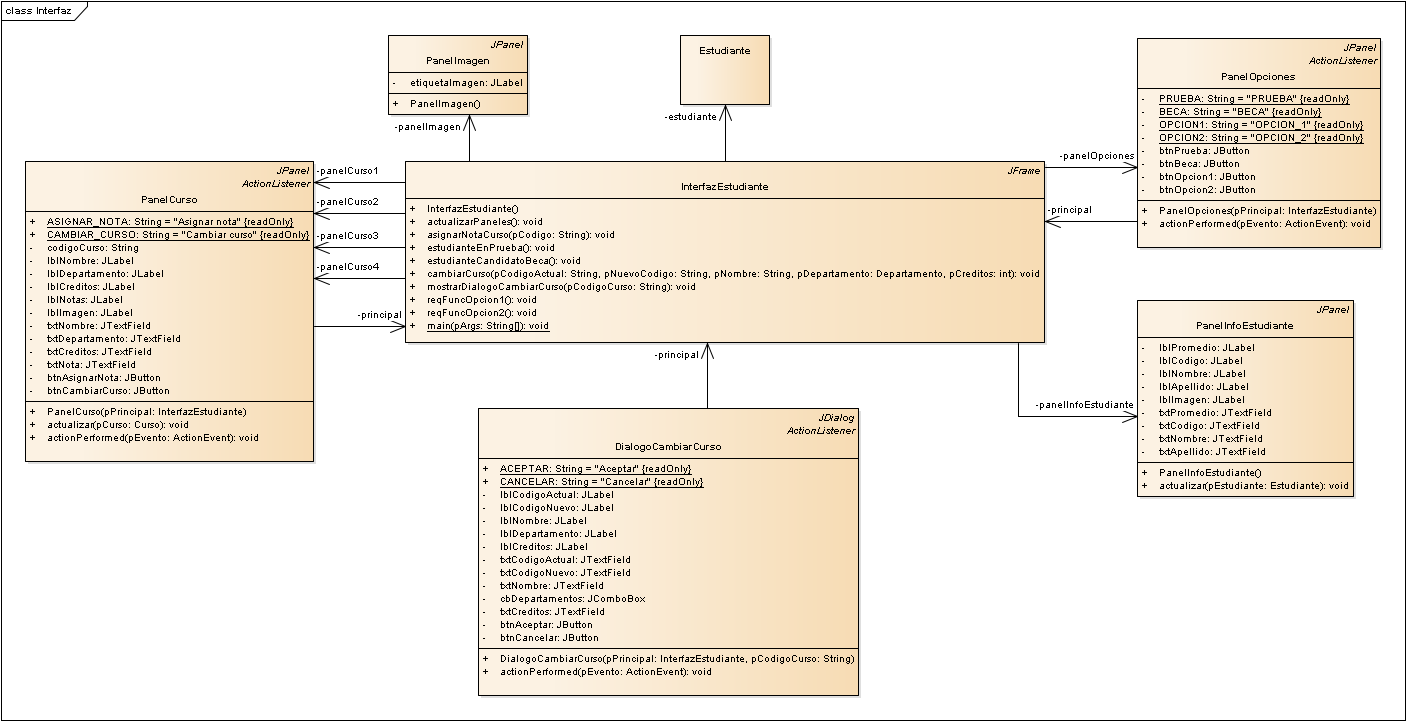 class Interfaz
JPanel
PanelImagen
- etiquetaImagen: JLabel
+ PanelImagen()
-panelImagen
Estudiante
-estudiante
JPanel
ActionListener
PanelOpciones
- PRUEBA: String = "PRUEBA" {readOnly}
- BECA: String = "BECA" {readOnly}
- OPCION1: String = "OPCION_1" {readOnly}
- OPCION2: String = "OPCION_2" {readOnly}
- btnPrueba: JButton
- btnBeca: JButton
- btnOpcion1: JButton
- btnOpcion2: JButton
+ PanelOpciones(pPrincipal: InterfazEstudiante)
+ actionPerformed(pEvento: ActionEvent): void
-panelOpciones
-principal
JPanel
ActionListener
PanelCurso
+ ASIGNAR_NOTA: String = "Asignar nota" {readOnly}
+ CAMBIAR_CURSO: String = "Cambiar curso" {readOnly}
- codigoCurso: String
- lblNombre: JLabel
- lblDepartamento: JLabel
- lblCreditos: JLabel
- lblNotas: JLabel
- lblImagen: JLabel
- txtNombre: JTextField
- txtDepartamento: JTextField
- txtCreditos: JTextField
- txtNota: JTextField
- btnAsignarNota: JButton
- btnCambiarCurso: JButton
+ PanelCurso(pPrincipal: InterfazEstudiante)
+ actualizar(pCurso: Curso): void
+ actionPerformed(pEvento: ActionEvent): void
-panelCurso1
-panelCurso2
-panelCurso3
-panelCurso4
-principal
JFrame
InterfazEstudiante
+ InterfazEstudiante()
+ actualizarPaneles(): void
+ asignarNotaCurso(pCodigo: String): void
+ estudianteEnPrueba(): void
+ estudianteCandidatoBeca(): void
+ cambiarCurso(pCodigoActual: String, pNuevoCodigo: String, pNombre: String, pDepartamento: Departamento, pCreditos: int): void
+ mostrarDialogoCambiarCurso(pCodigoCurso: String): void
+ reqFuncOpcion1(): void
+ reqFuncOpcion2(): void
+ main(pArgs: String[]): void
-principal
-panelInfoEstudiante
JPanel
PanelInfoEstudiante
- lblPromedio: JLabel
- lblCodigo: JLabel
- lblNombre: JLabel
- lblApellido: JLabel
- lblImagen: JLabel
- txtPromedio: JTextField
- txtCodigo: JTextField
- txtNombre: JTextField
- txtApellido: JTextField
+ PanelInfoEstudiante()
+ actualizar(pEstudiante: Estudiante): void
JDialog
ActionListener
DialogoCambiarCurso
+ ACEPTAR: String = "Aceptar" {readOnly}
+ CANCELAR: String = "Cancelar" {readOnly}
- lblCodigoActual: JLabel
- lblCodigoNuevo: JLabel
- lblNombre: JLabel
- lblDepartamento: JLabel
- lblCreditos: JLabel
- txtCodigoActual: JTextField
- txtCodigoNuevo: JTextField
- txtNombre: JTextField
- cbDepartamentos: JComboBox
- txtCreditos: JTextField
- btnAceptar: JButton
- btnCancelar: JButton
+ DialogoCambiarCurso(pPrincipal: InterfazEstudiante, pCodigoCurso: String)
+ actionPerformed(pEvento: ActionEvent): void